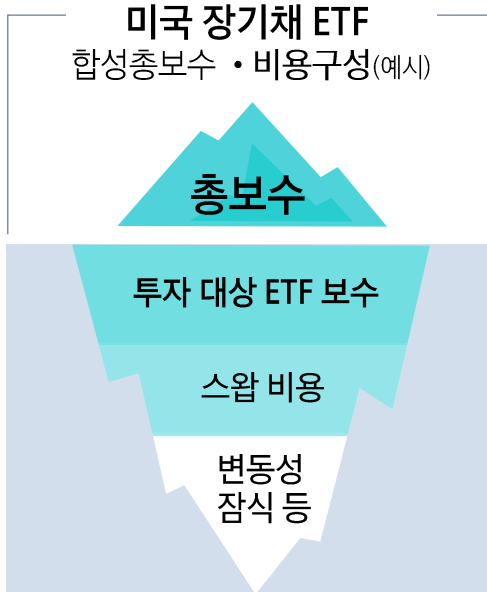 미국 장기채 ETF
합성총보수 • 비용구성(예시)
총보수
투자 대상 ETF 보수
스왑 비용
변동성
잠식 등